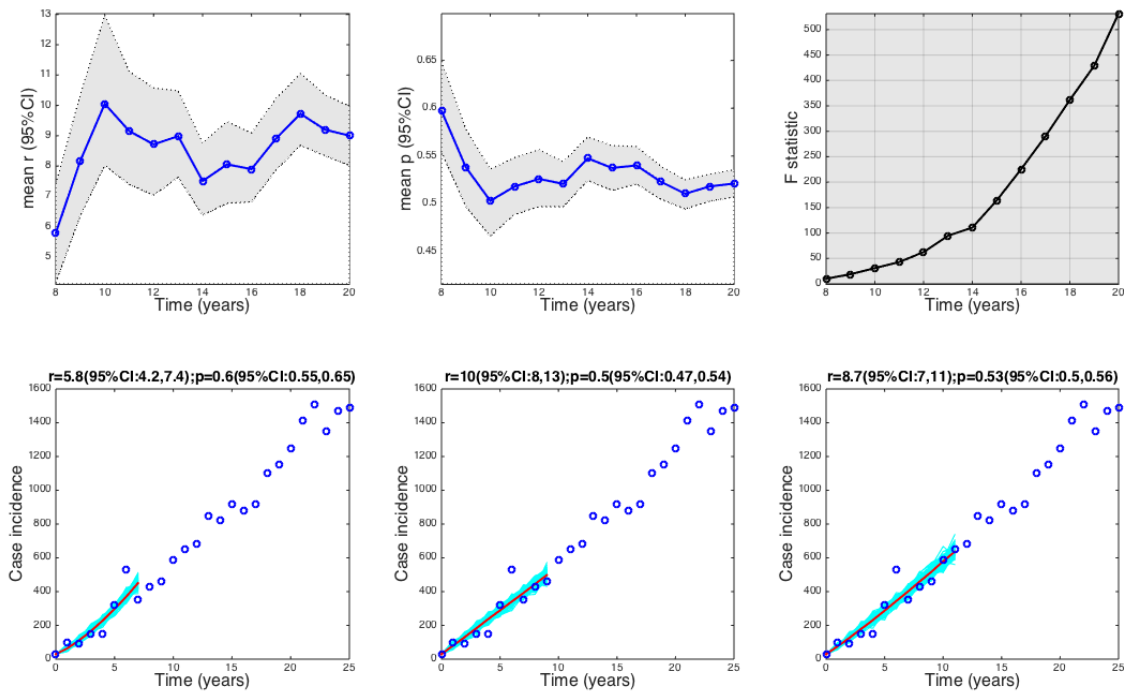 13
12
11
10
9
8
7
6
5
8 10 12 14 16 18 20
Time (years)
mean r (95%CI)
0.65
0.6
0.55
0.5
0.45
8 10 12 14 16 18 20
Time (years)
mean p (95%CI)
500
450
400
350
300
250
200
150
100
50
0
8 10 12 14 16 18 20
Time (years)
F statistic
r=5.8(95%CI:4.2,7.4);p=0.6(95%CI:0.55,0.65)
1600
1400
1200
1000
800
600
400
200
0
0 5 10 15 20 25
Time (years)
Case incidence
r=10(95%CI:8,13);p=0.5(95%CI:0.47,0.54)
1600
1400
1200
1000
800
600
400
200
0
0 5 10 15 20 25
Time (years)
Case incidence
r=8.7(95%CI:7,11);p=0.53(95%CI:0.5,0.56)
1600
1400
1200
1000
800
600
400
200
0
0 5 10 15 20 25
Time (years)
Case incidence